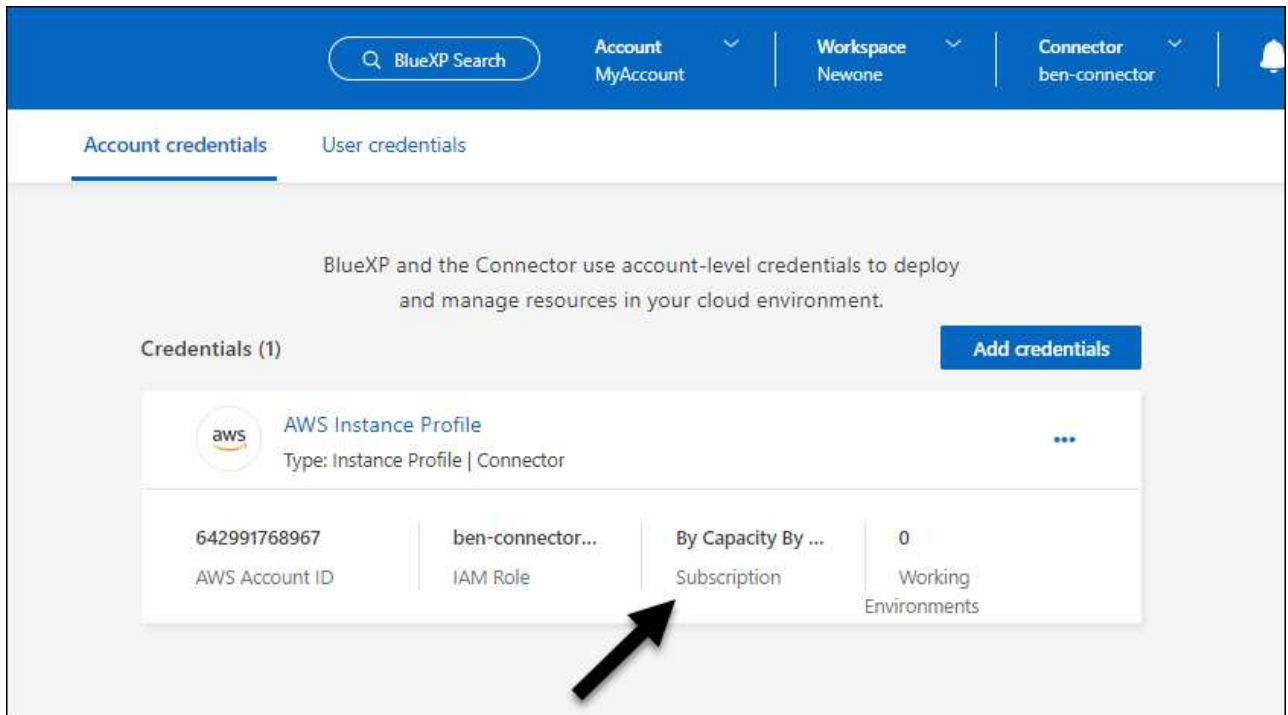 BlueXP Search
Account
MyAccount
Workspace
Newone
Connector
ben-connector
Account credentials
User credentials
BlueXP and the Connector use account-level credentials to deploy
and manage resources in your cloud environment.
Credentials (1)
Add credentials
aws
AWS Instance Profile
Type: Instance Profile | Connector
642991768967
AWS Account ID
ben-connector...
IAM Role
By Capacity By ...
Subscription
0
Working
Environments